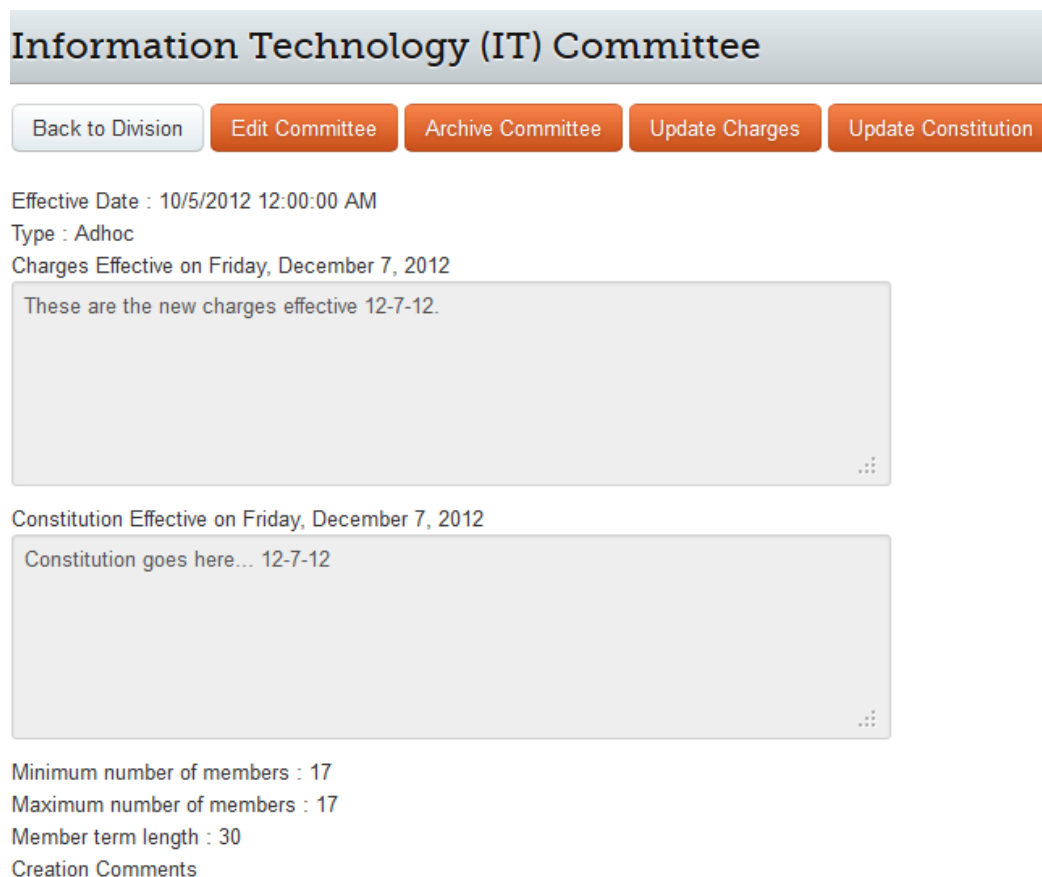 Information Technology (IT) Committee
Back to Division Edit Committee Archive Committee Update Charges Update Constitution
Effective Date : 10/5/2012 12:00:00 AM
Type : Adhoc
Charges Effective on Friday, December 7, 2012
These are the new charges effective 12-7-12.
Constitution Effective on Friday, December 7, 2012
Constitution goes here... 12-7-12
Minimum number of members : 17
Maximum number of members : 17
Member term length : 30
Creation Comments